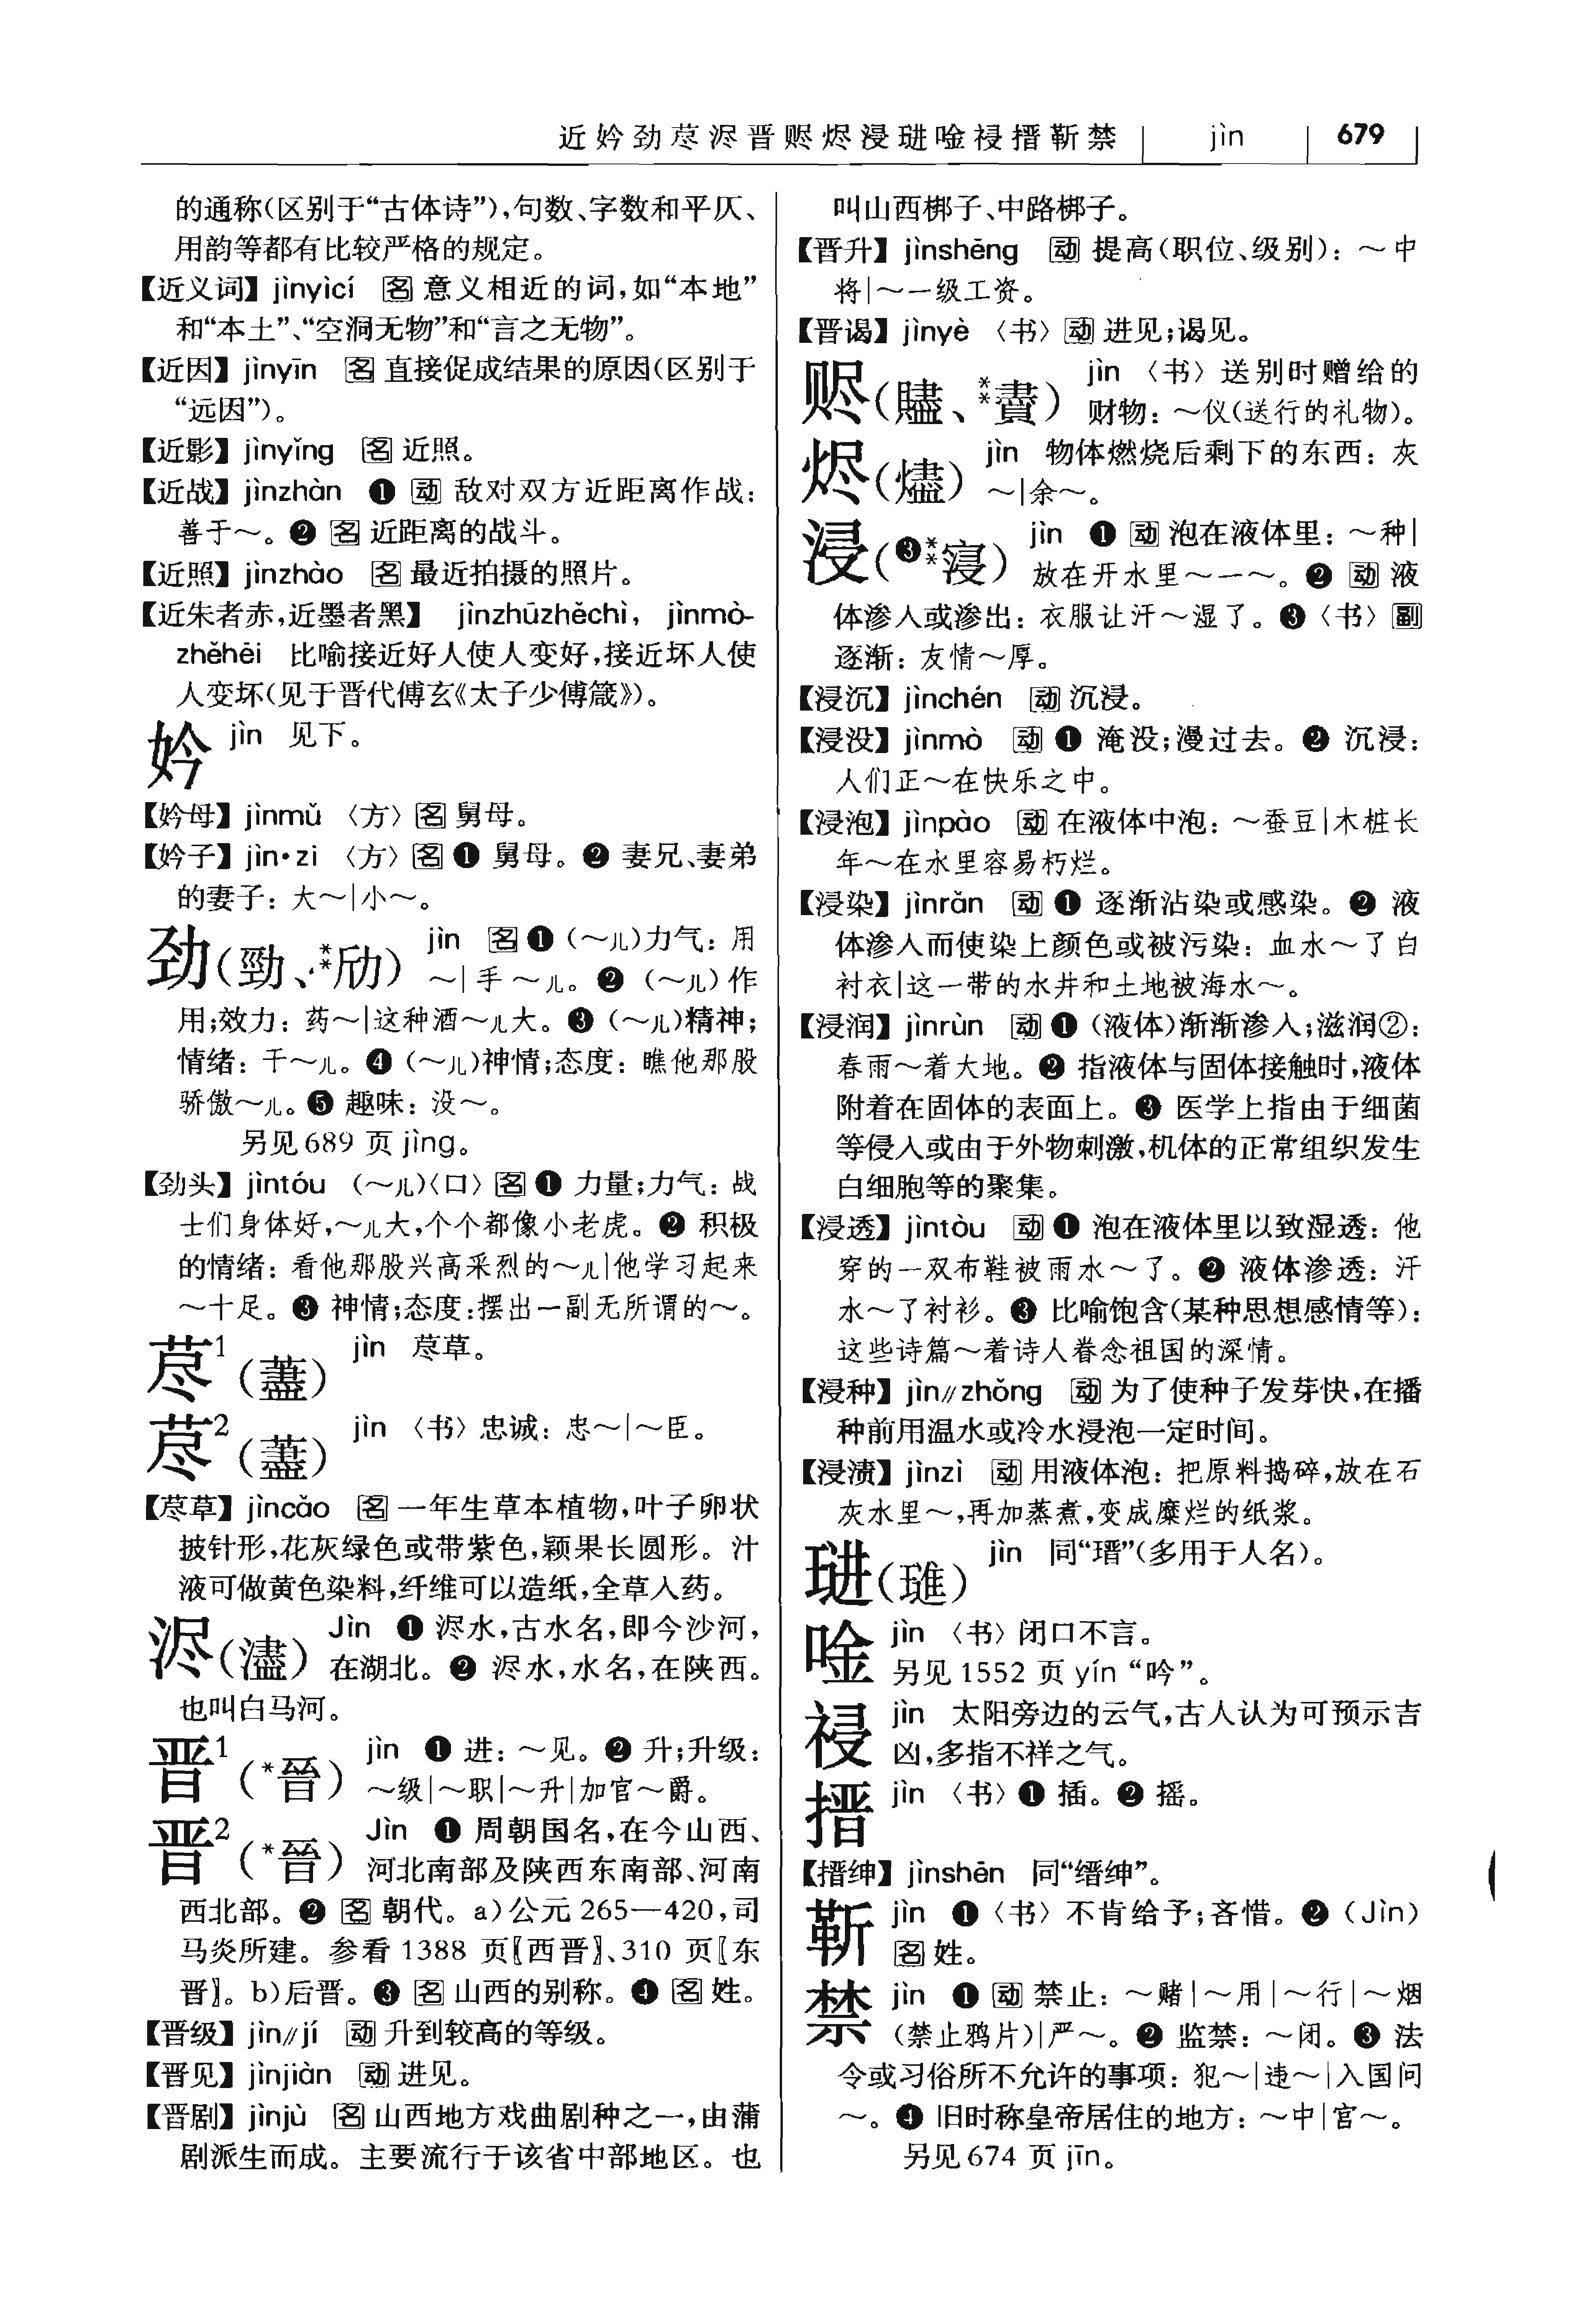 近妗劲荩浕晋赆烬浸琎唫祲搢靳禁 jìn 679
的通称(区别于“古体诗”),句数、字数和平仄、
用韵等都有比较严格的规定。
【近义词】jìnyìcí 名 意义相近的词,如“本地”
和“本土”、“空洞无物”和“言之无物”。
【近因】jìnyīn 名 直接促成结果的原因(区别于
“远因”)。
【近影】jìnyǐng 名 近照。
【近战】jìnzhàn ❶ 动 敌对双方近距离作战:
善于～。❷ 名 近距离的战斗。
【近照】jìnzhào 名 最近拍摄的照片。
【近朱者赤,近墨者黑】 jìnzhūzhěchì, jìnmò-
zhěhēi 比喻接近好人使人变好,接近坏人使
人变坏(见于晋代傅玄《太子少傅箴》)。
妗 jìn 见下。
【妗母】jìnmǔ 〈方〉名 舅母。
【妗子】jìn·zi 〈方〉名 ❶ 舅母。❷ 妻兄、妻弟
的妻子: 大～|小～。
劲(勁、**劤) jìn 名 ❶ (～儿)力气: 用
～|手～儿。❷ (～儿)作
用;效力: 药～|这种酒～儿大。❸ (～儿)精神;
情绪: 干～儿。❹ (～儿)神情;态度: 瞧他那股
骄傲～儿。❺ 趣味: 没～。
另见689 页 jìng。
【劲头】jìntóu (～儿)〈口〉名 ❶ 力量;力气: 战
士们身体好,～儿大,个个都像小老虎。❷ 积极
的情绪: 看他那股兴高采烈的～儿|他学习起来
～十足。❸ 神情;态度:摆出一副无所谓的～。
荩1(藎) jìn 荩草。
荩2(藎) jìn 〈书〉忠诚: 忠～|～臣。
【荩草】jìncǎo 名 一年生草本植物,叶子卵状
披针形,花灰绿色或带紫色,颖果长圆形。汁
液可做黄色染料,纤维可以造纸,全草入药。
浕(濜) Jìn ❶ 浕水,古水名,即今沙河,
在湖北。❷ 浕水,水名,在陕西。
也叫白马河。
晋1(*晉) jìn ❶ 进: ～见。❷ 升;升级:
～级|～职|～升|加官～爵。
晋2(*晉) Jìn ❶ 周朝国名,在今山西、
河北南部及陕西东南部、河南
西北部。❷ 名 朝代。a)公元 265—420,司
马炎所建。参看 1388 页〖西晋〗、310 页〖东
晋〗。b)后晋。❸ 名 山西的别称。❹ 名 姓。
【晋级】jìn//jí 动 升到较高的等级。
【晋见】jìnjiàn 动 进见。
【晋剧】jìnjù 名 山西地方戏曲剧种之一,由蒲
剧派生而成。主要流行于该省中部地区。也
叫山西梆子、中路梆子。
【晋升】jìnshēng 动 提高(职位、级别): ～中
将|～一级工资。
【晋谒】jìnyè 〈书〉动 进见;谒见。
赆(贐、**賮) jìn 〈书〉送别时赠给的
财物: ～仪(送行的礼物)。
烬(燼) jìn 物体燃烧后剩下的东西: 灰
～|余～。
浸(❸**寖) jìn ❶ 动 泡在液体里: ～种|
放在开水里～一～。❷ 动 液
体渗入或渗出: 衣服让汗～湿了。❸〈书〉副
逐渐: 友情～厚。
【浸沉】jìnchén 动 沉浸。
【浸没】jìnmò 动 ❶ 淹没;漫过去。❷ 沉浸:
人们正～在快乐之中。
【浸泡】jìnpào 动 在液体中泡: ～蚕豆|木桩长
年～在水里容易朽烂。
【浸染】jìnrǎn 动 ❶ 逐渐沾染或感染。❷ 液
体渗入而使染上颜色或被污染: 血水～了白
衬衣|这一带的水井和土地被海水～。
【浸润】jìnrùn 动 ❶ (液体)渐渐渗入;滋润②:
春雨～着大地。❷ 指液体与固体接触时,液体
附着在固体的表面上。❸ 医学上指由于细菌
等侵入或由于外物刺激,机体的正常组织发生
白细胞等的聚集。
【浸透】jìntòu 动 ❶ 泡在液体里以致湿透: 他
穿的一双布鞋被雨水～了。❷ 液体渗透: 汗
水～了衬衫。❸ 比喻饱含(某种思想感情等):
这些诗篇～着诗人眷念祖国的深情。
【浸种】jìn//zhǒng 动 为了使种子发芽快,在播
种前用温水或冷水浸泡一定时间。
【浸渍】jìnzì 动 用液体泡: 把原料捣碎,放在石
灰水里～,再加蒸煮,变成糜烂的纸浆。
琎(璡) jìn 同“瑨”(多用于人名)。
唫 jìn 〈书〉闭口不言。
另见 1552 页 yín “吟”。
祲 jìn 太阳旁边的云气,古人认为可预示吉
凶,多指不祥之气。
搢 jìn 〈书〉❶ 插。❷ 摇。
【搢绅】jìnshēn 同“缙绅”。
靳 jìn ❶〈书〉不肯给予;吝惜。❷ (Jìn)
名 姓。
禁 jìn ❶ 动 禁止: ～赌|～用|～行|～烟
(禁止鸦片)|严～。❷ 监禁: ～闭。❸ 法
令或习俗所不允许的事项: 犯～|违～|入国问
～。❹ 旧时称皇帝居住的地方: ～中|宫～。
另见674 页 jīn。